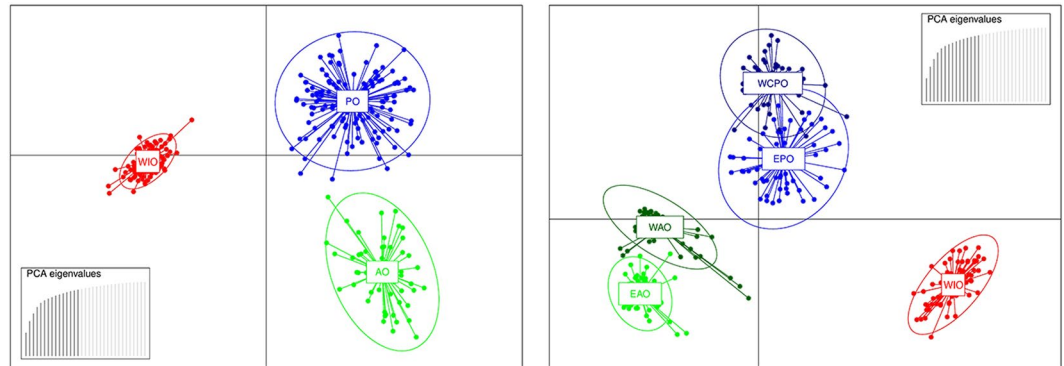 PO
WIO
AO
PCA eigenvalues
PCA eigenvalues
WCPO
EPO
WAO
EAO
WIO